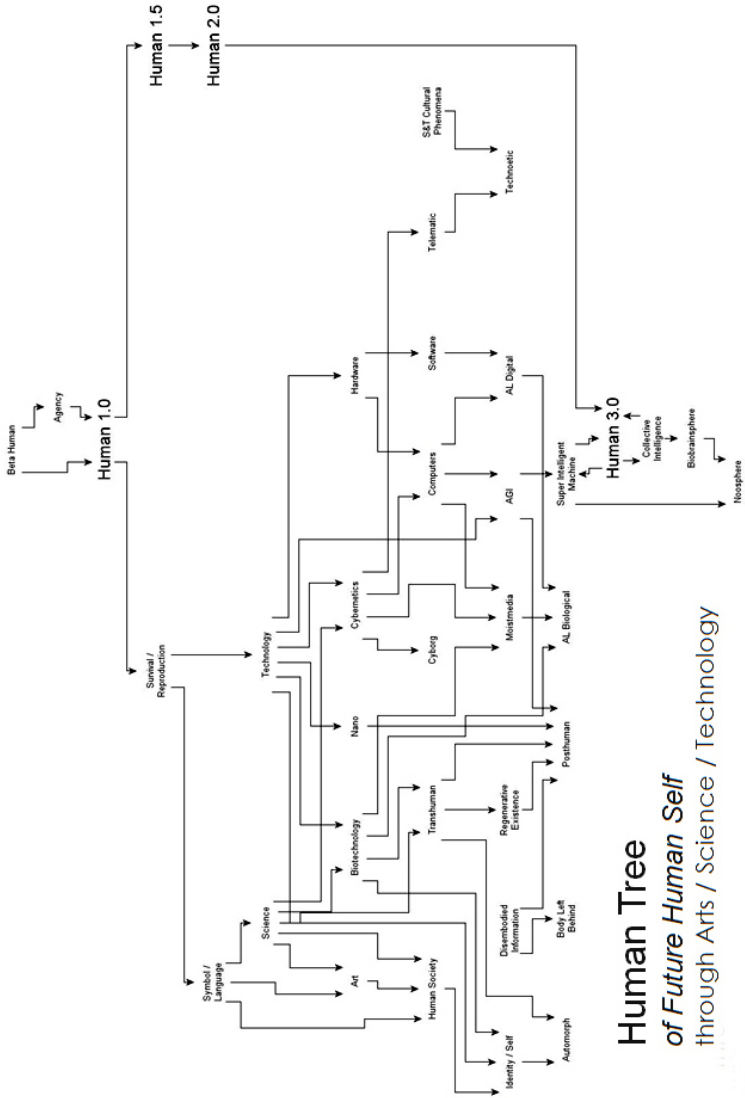 Beta Human
Agency
Human 1.0
Survival /
Reproduction
Human 1.5
Symbol /
Language
Human 2.0
Science
Technology
Art
Biotechnology
Nano
Cybernetics
Hardware
Human Society
Transhuman
Cyborg
Computers
Software
Telematic
S&T Cultural
Phenomena
Identity / Self
Disembodied
Information
Regenerative
Existence
Moistmedia
AGI
AL Digital
Technoetic
Automorph
Body Left
Behind
Posthuman
AL Biological
Super Intelligent
Machine
Human 3.0
Collective
Intelligence
Biobrainsphere
Noosphere
Human Tree
of Future Human Self
through Arts / Science / Technology